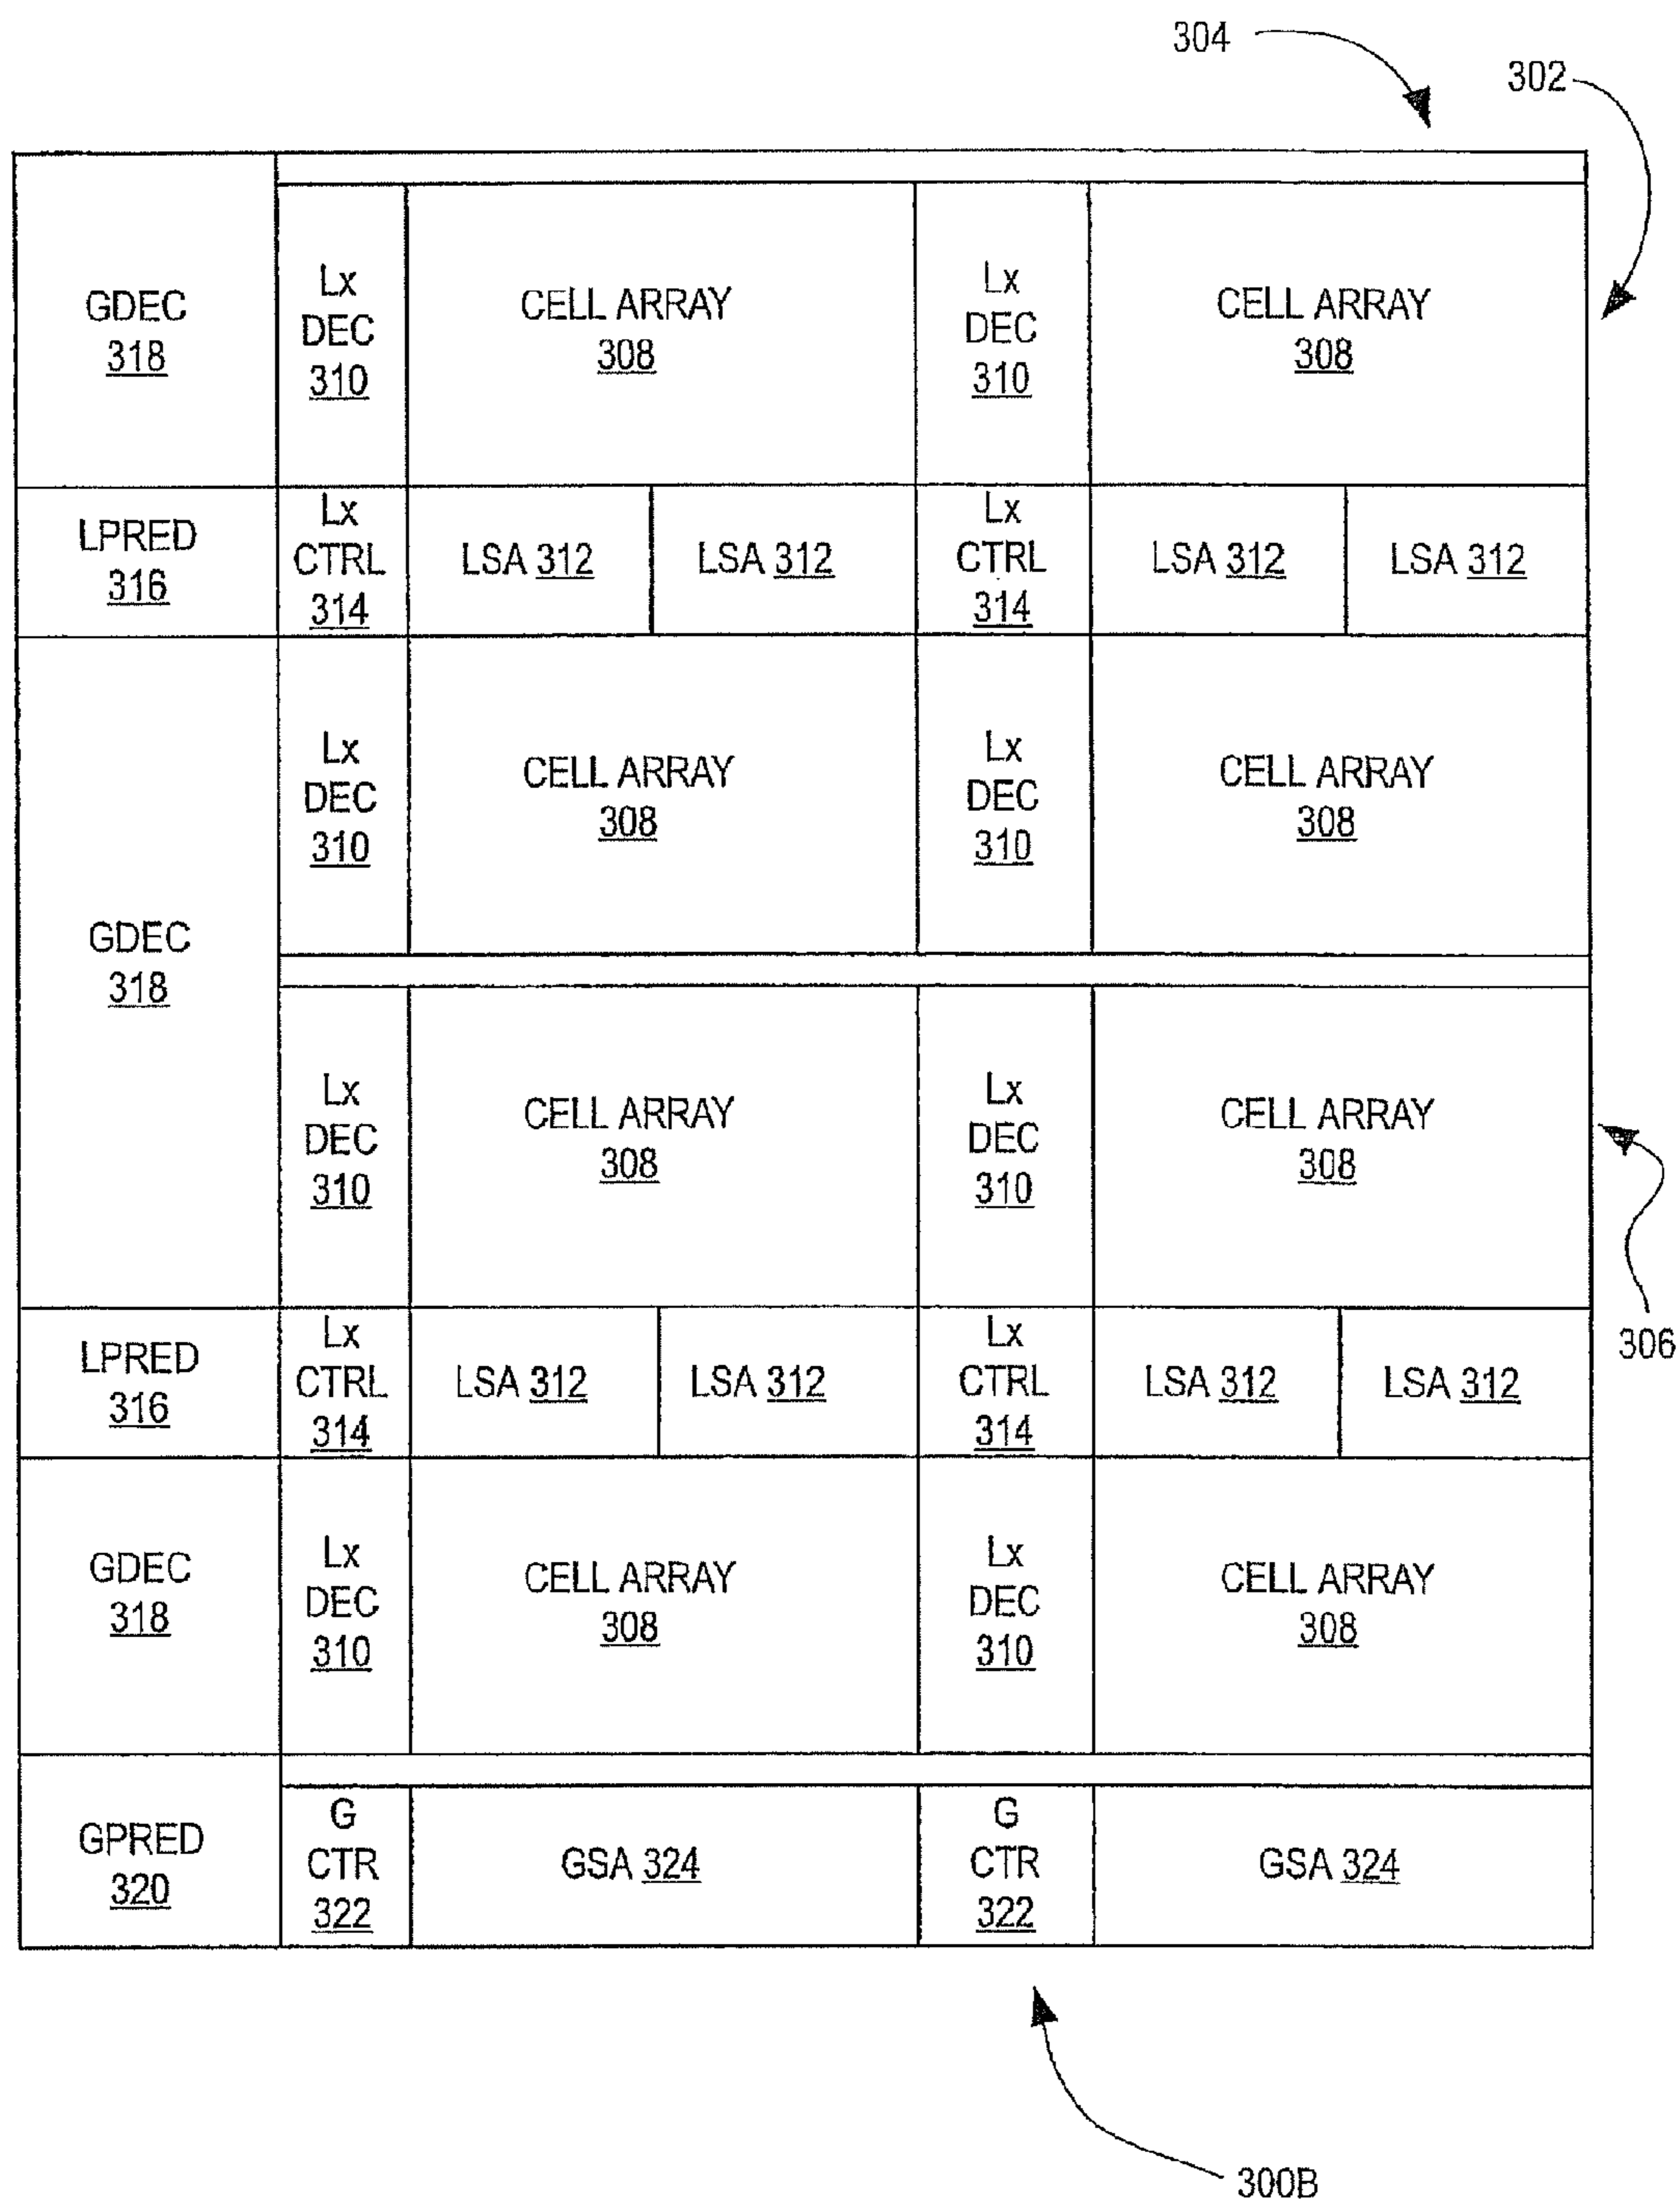 304
302
GDEC
318
Lx
DEC
310
CELL ARRAY
308
Lx
DEC
310
CELL ARRAY
308
LPRED
316
Lx
CTRL
314
LSA 312
LSA 312
Lx
CTRL
314
LSA 312
LSA 312
GDEC
318
Lx
DEC
310
CELL ARRAY
308
Lx
DEC
310
CELL ARRAY
308
Lx
DEC
310
CELL ARRAY
308
Lx
DEC
310
CELL ARRAY
308
306
LPRED
316
Lx
CTRL
314
LSA 312
LSA 312
Lx
CTRL
314
LSA 312
LSA 312
GDEC
318
Lx
DEC
310
CELL ARRAY
308
Lx
DEC
310
CELL ARRAY
308
GPRED
320
G
CTR
322
GSA 324
G
CTR
322
GSA 324
300B